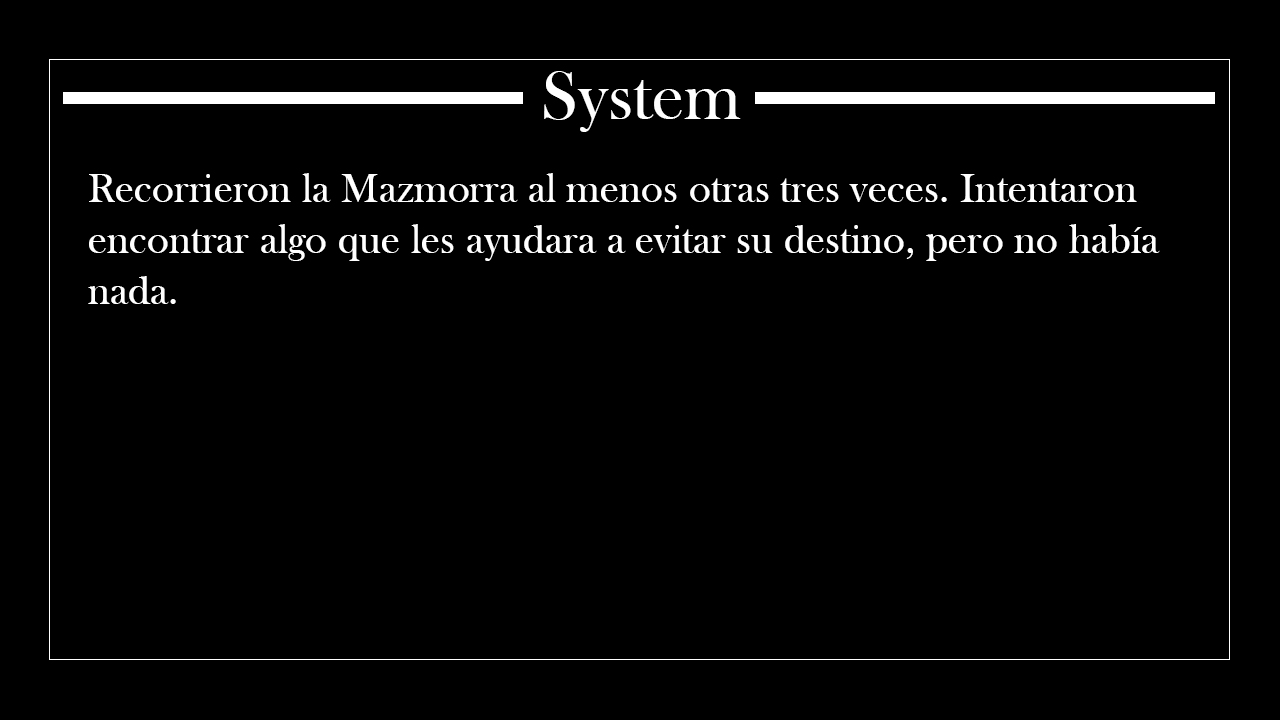 System
Recorrieron la Mazmorra al menos otras tres veces. Intentaron
encontrar algo que les ayudara a evitar su destino, pero no había
nada.